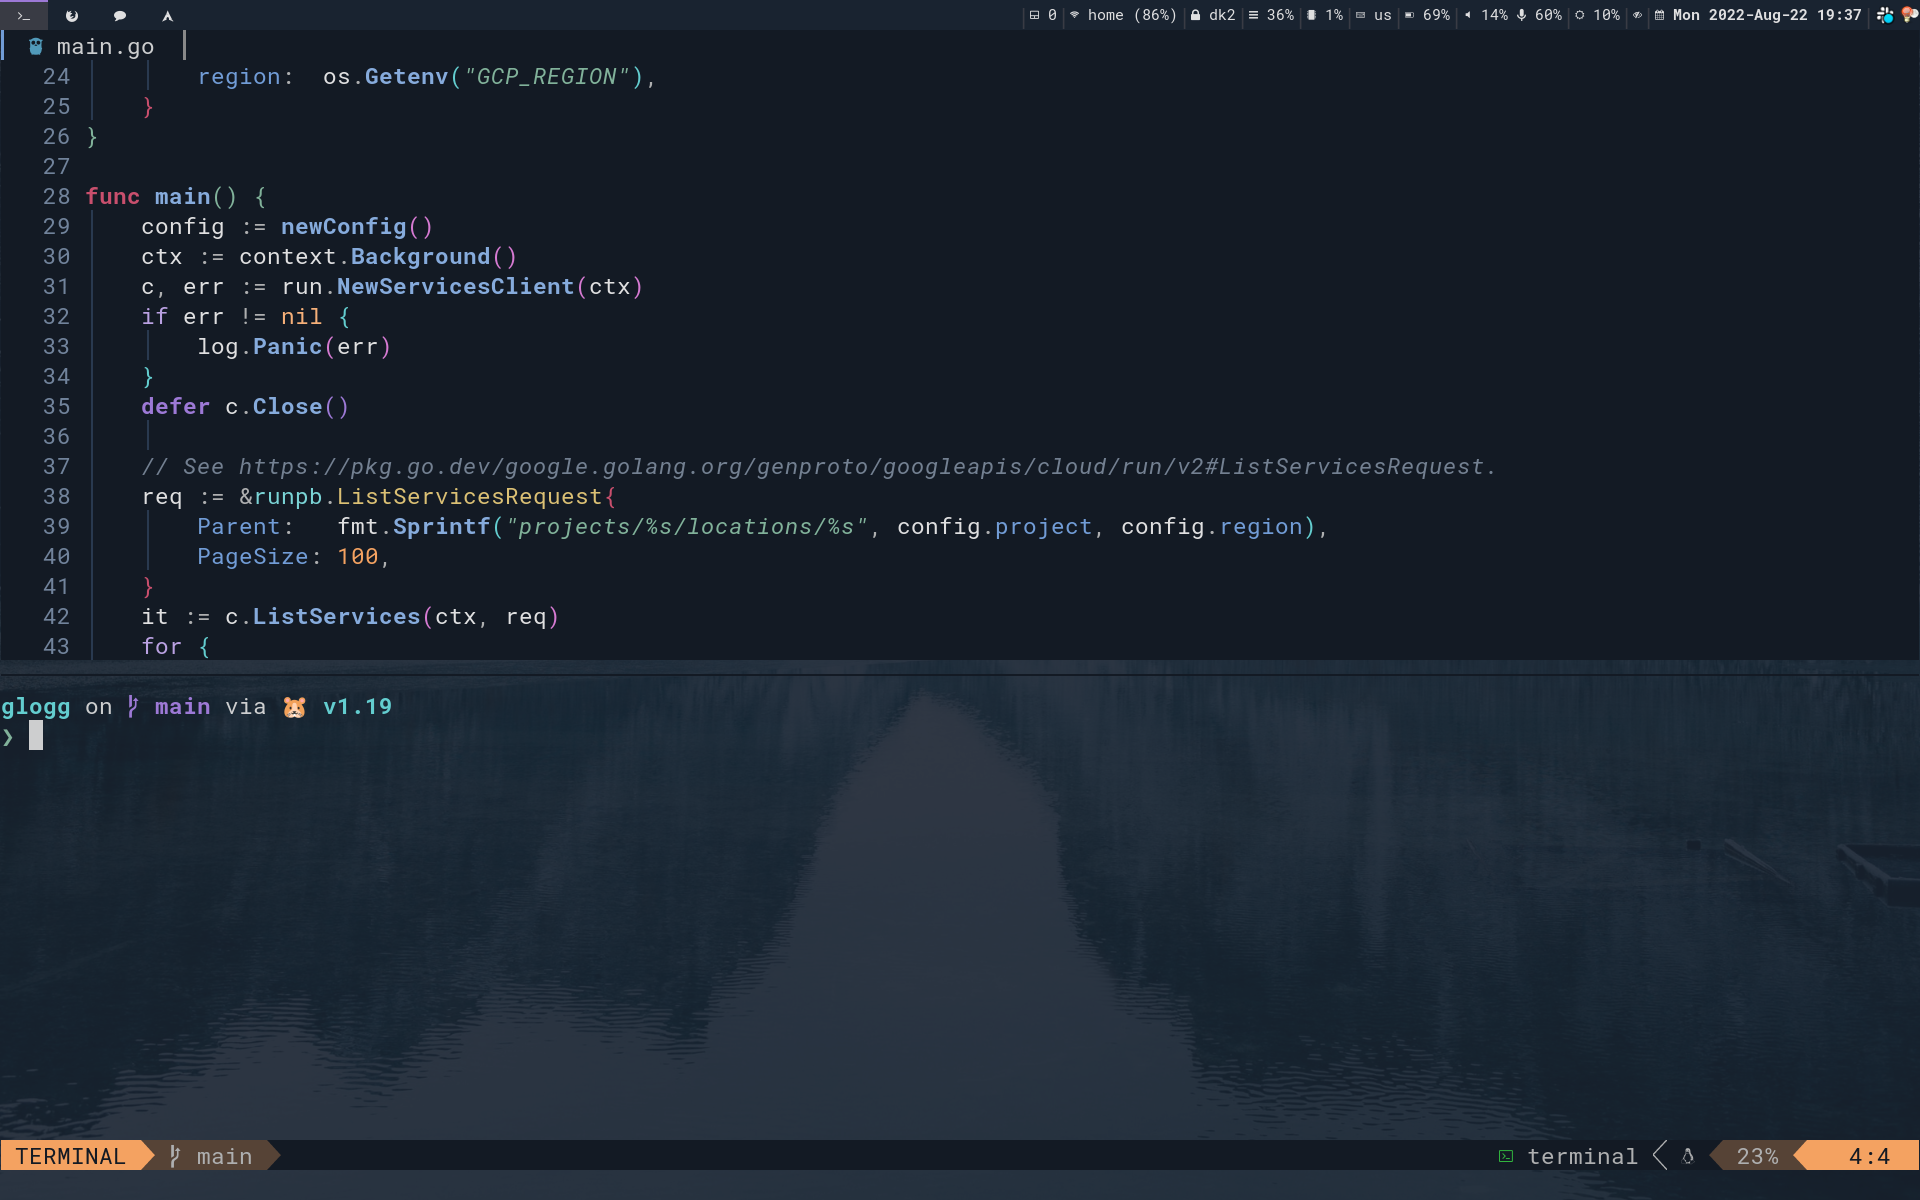 0 home (86%) dk2 36% 1% us 69% 14% 60% 10% Mon 2022-Aug-22 19:37
main.go
24 region: os.Getenv("GCP_REGION"),
25 }
26 }
27
28 func main() {
29 config := newConfig()
30 ctx := context.Background()
31 c, err := run.NewServicesClient(ctx)
32 if err != nil {
33 log.Panic(err)
34 }
35 defer c.Close()
36
37 // See https://pkg.go.dev/google.golang.org/genproto/googleapis/cloud/run/v2#ListServicesRequest.
38 req := &runpb.ListServicesRequest{
39 Parent: fmt.Sprintf("projects/%s/locations/%s", config.project, config.region),
40 PageSize: 100,
41 }
42 it := c.ListServices(ctx, req)
43 for {
glogg on main via 🐹 v1.19
❯
TERMINAL main terminal 23% 4:4